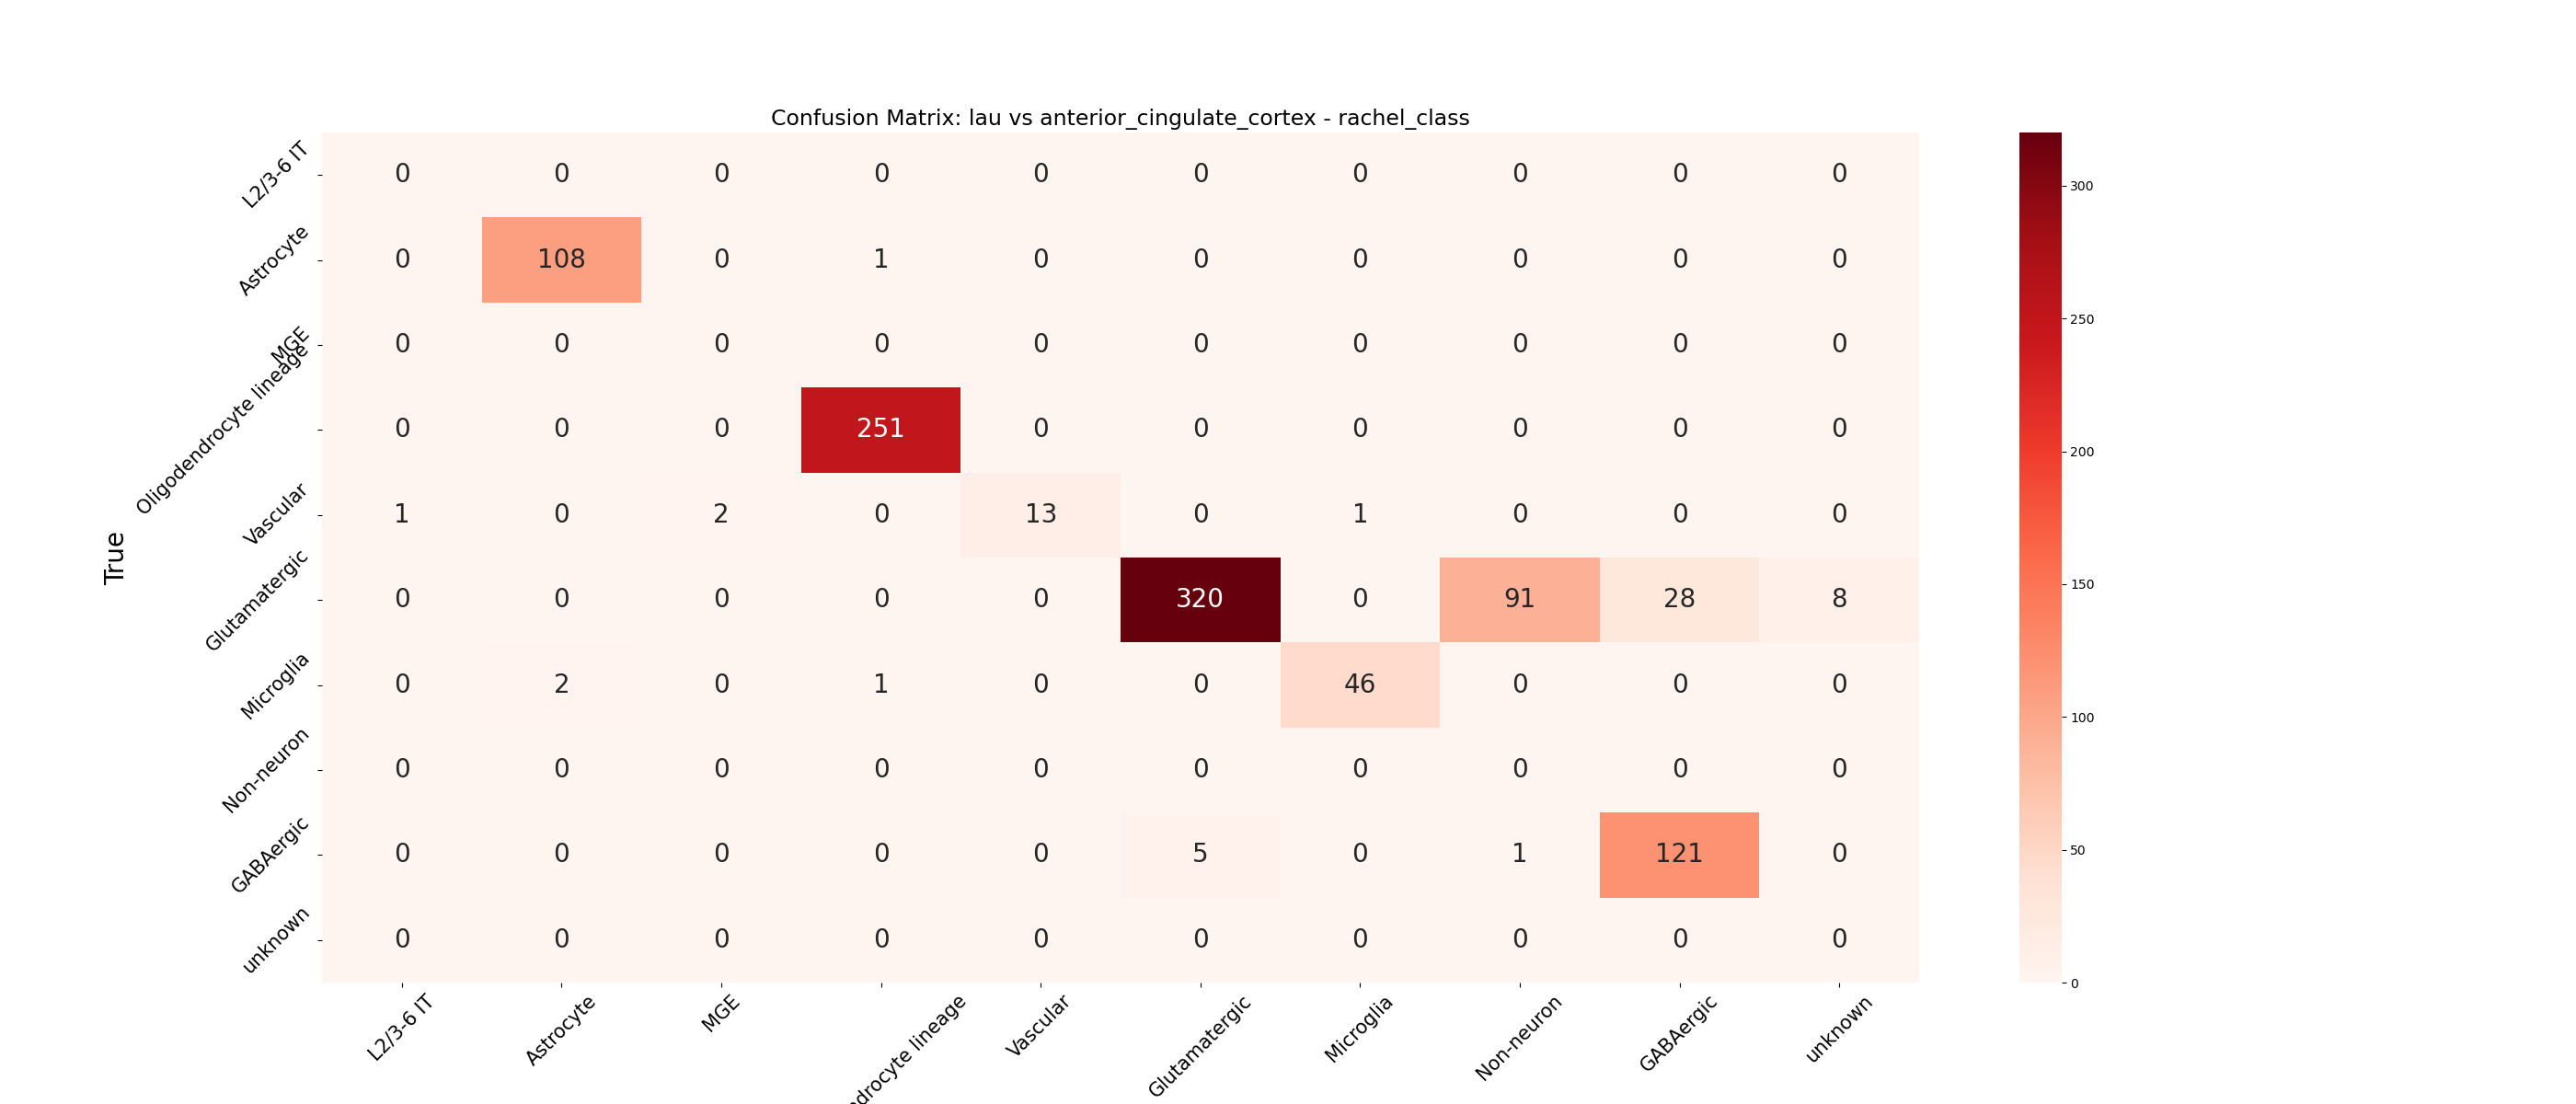 Confusion Matrix: lau vs anterior_cingulate_cortex - rachel_class
True
L2/3-6 IT 0 0 0 0 0 0 0 0 0 0
Astrocyte 0 108 0 1 0 0 0 0 0 0
MGE 0 0 0 0 0 0 0 0 0 0
Oligodendrocyte lineage 0 0 0 251 0 0 0 0 0 0
Vascular 1 0 2 0 13 0 1 0 0 0
Glutamatergic 0 0 0 0 0 320 0 91 28 8
Microglia 0 2 0 1 0 0 46 0 0 0
Non-neuron 0 0 0 0 0 0 0 0 0 0
GABAergic 0 0 0 0 0 5 0 1 121 0
unknown 0 0 0 0 0 0 0 0 0 0
L2/3-6 IT Astrocyte MGE lineage Vascular Glutamatergic Microglia Non-neuron GABAergic unknown
300
250
200
150
100
50
0